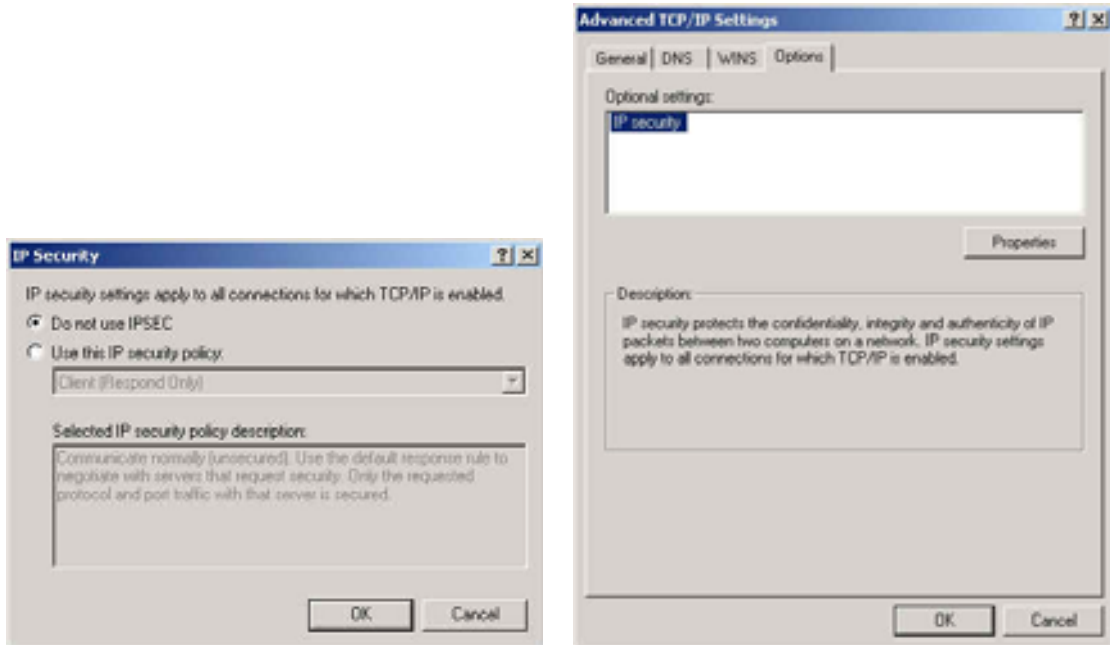 IP Security
IP security settings apply to all connections for which TCP/IP is enabled.
Do not use IPSEC
Use this IP security policy:
Client (Respond Only)
Selected IP security policy description:
Communicate normally (unsecured). Use the default response rule to
negotiate with servers that request security. Only the requested
protocol and port traffic with that server is secured.
OK Cancel
Advanced TCP/IP Settings
General DNS WINS Options
Optional settings:
IP security
Properties
Description:
IP security protects the confidentiality, integrity and authenticity of IP
packets between two computers on a network. IP security settings
apply to all connections for which TCP/IP is enabled.
OK Cancel